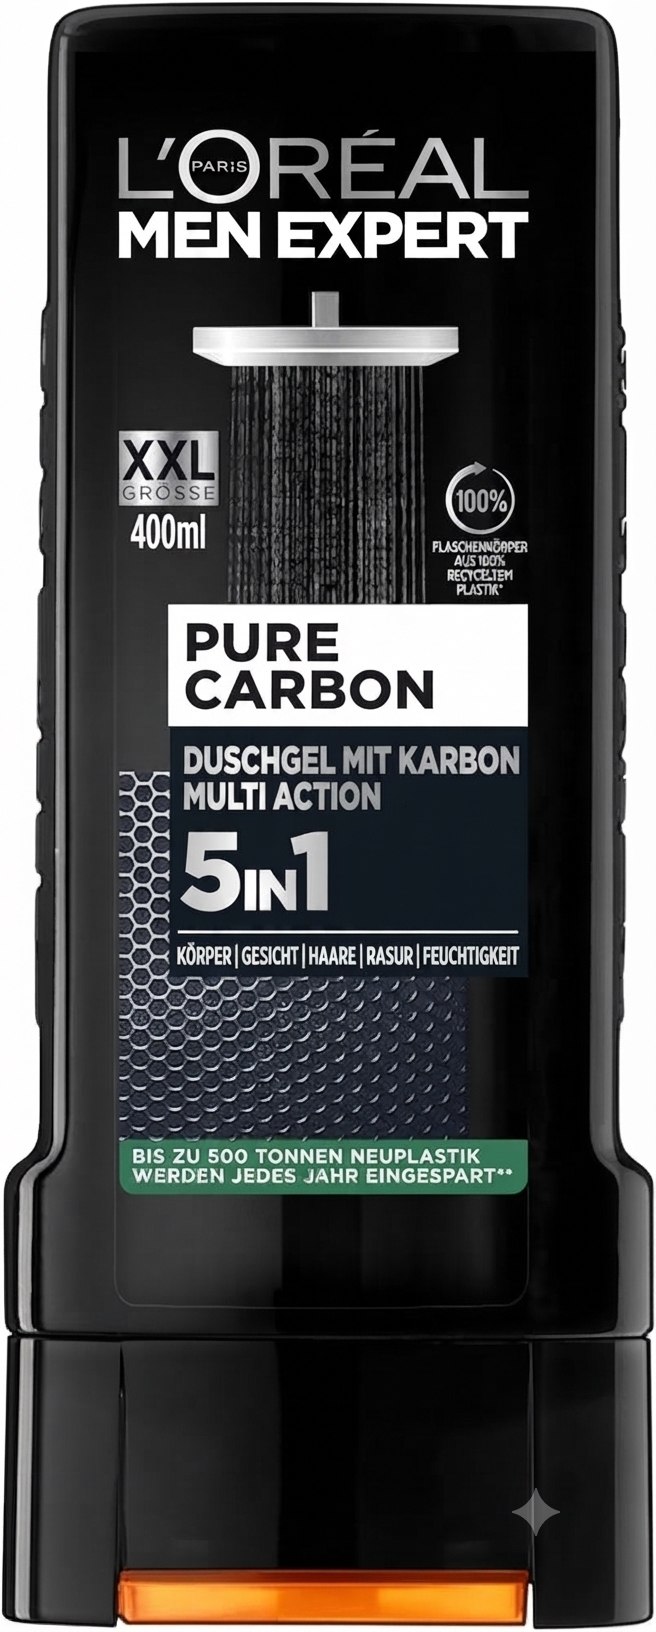 L'ORÉAL
PARIS
MEN EXPERT
XXL
GRÖSSE
400ml
100%
FLASCHENNÖRPER
AUS 100%
RECYCELTEM
PLASTIK*
PURE
CARBON
DUSCHGEL MIT KARBON
MULTI ACTION
5IN1
KÖRPER|GESICHT|HAARE|RASUR|FEUCHTIGKEIT
BIS ZU 500 TONNEN NEUPLASTIK
WERDEN JEDES JAHR EINGESPART**